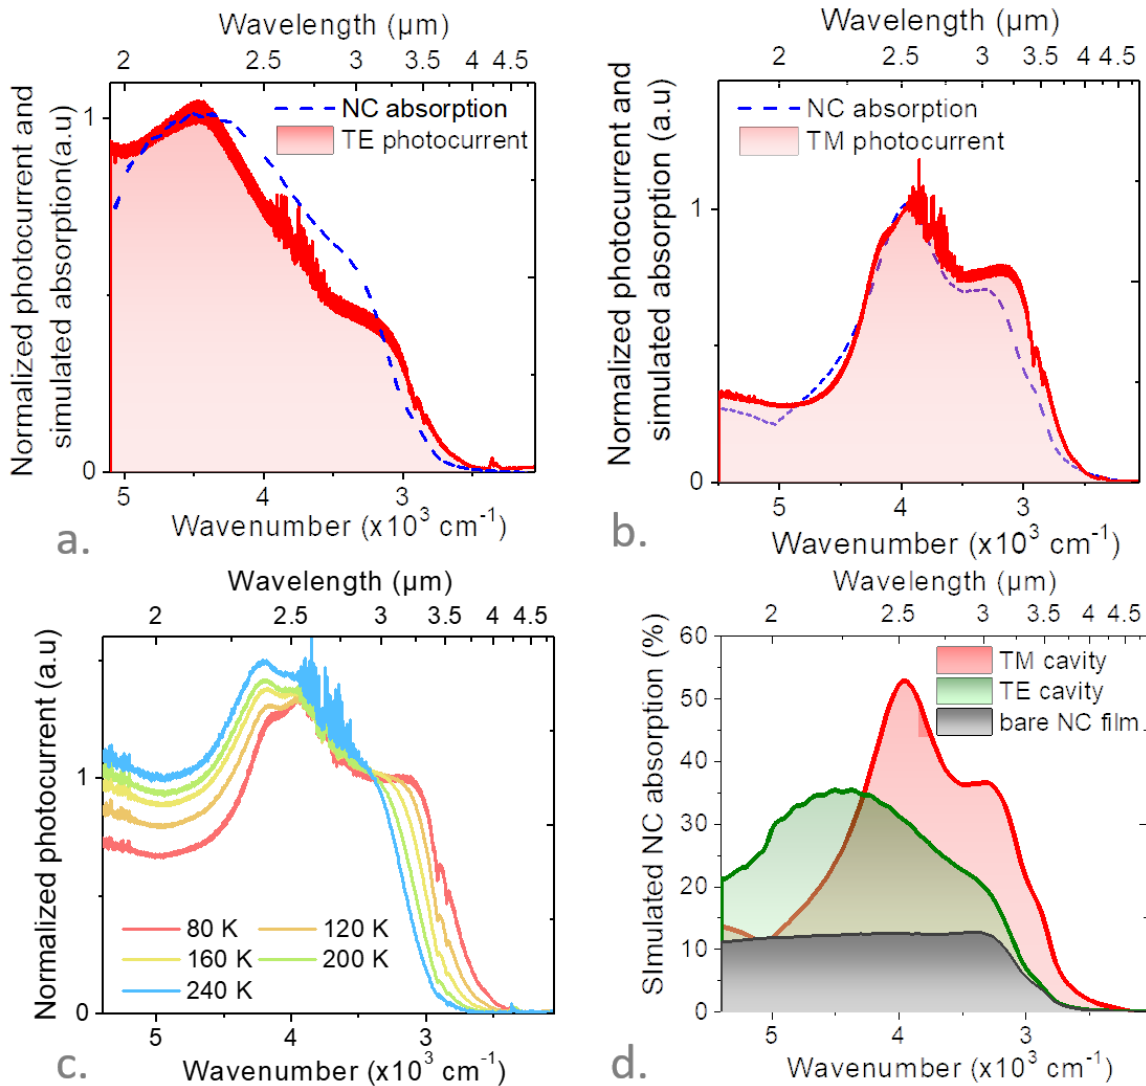 Wavelength (µm)
2 2.5 3 3.5 4 4.5
Normalized photocurrent and
simulated absorption(a.u)
1
0
NC absorption
TE photocurrent
5 4 3
Wavenumber (x10³ cm⁻¹)
a.
Wavelength (µm)
2 2.5 3 3.5 4 4.5
Normalized photocurrent and
simulated absorption (a.u)
1
0
NC absorption
TM photocurrent
5 4 3
Wavenumber (x10³ cm⁻¹)
b.
Wavelength (µm)
2 2.5 3 3.5 4 4.5
Normalized photocurrent (a.u)
1
0
80 K 120 K
160 K 200 K
240 K
5 4 3
Wavenumber (x10³ cm⁻¹)
c.
Wavelength (µm)
2 2.5 3 3.5 4 4.5
SImulated NC absorption (%)
60
50
40
30
20
10
0
TM cavity
TE cavity
bare NC film.
5 4 3
Wavenumber (x10³ cm⁻¹)
d.